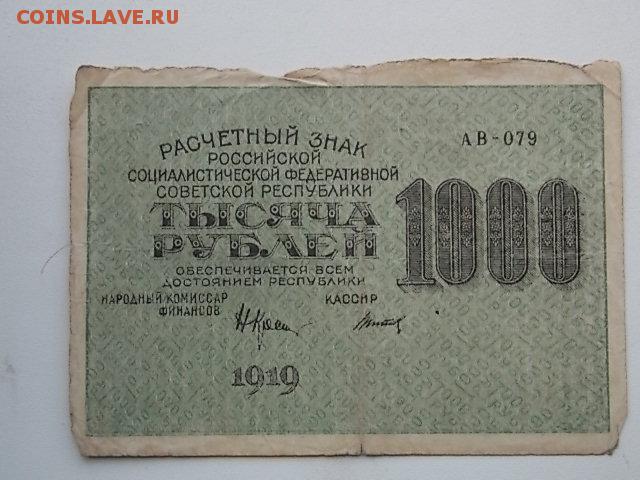 COINS.LAVE.RU
РАСЧЕТНЫЙ ЗНАК
РОССИЙСКОЙ
СОЦИАЛИСТИЧЕСКОЙ ФЕДЕРАТИВНОЙ
СОВЕТСКОЙ РЕСПУБЛИКИ
ТЫСЯЧА
РУБЛЕЙ
ОБЕСПЕЧИВАЕТСЯ ВСЕМ
ДОСТОЯНИЕМ РЕСПУБЛИКИ
НАРОДНЫЙ КОМИССАР
ФИНАНСОВ
КАССИР
1919
АВ-079
1000